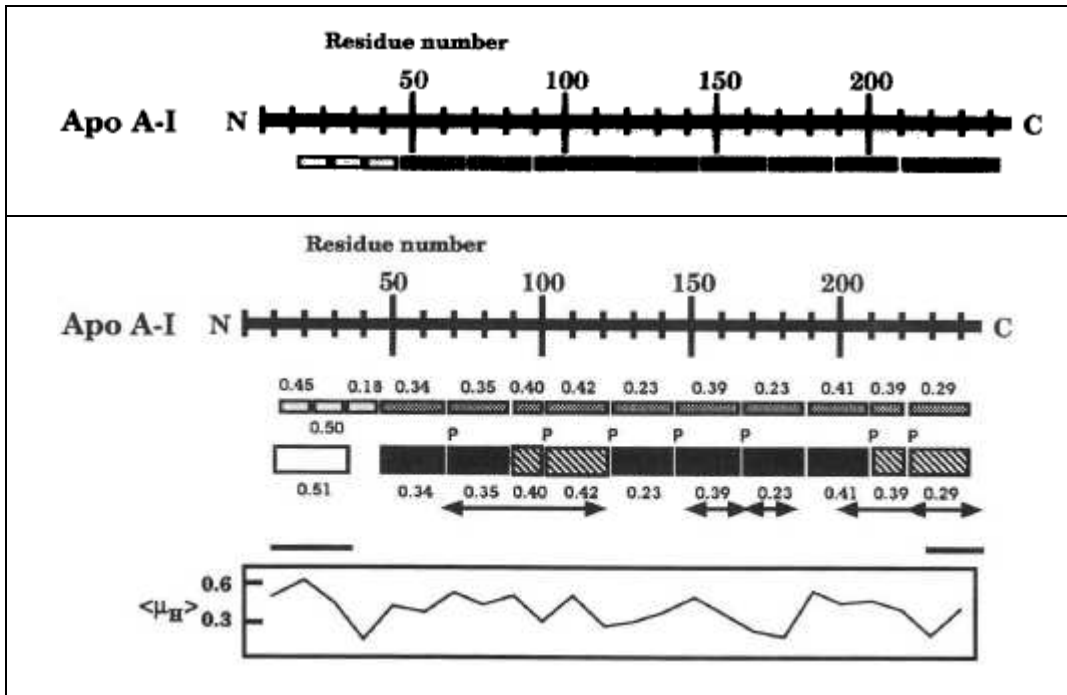 Residue number
50 100 150 200
Apo A-I N C
Residue number
50 100 150 200
Apo A-I N C
0.45 0.18 0.34 0.35 0.40 0.42 0.23 0.39 0.23 0.41 0.39 0.29
0.50 P P P P P P P
0.51 0.34 0.35 0.40 0.42 0.23 0.39 0.23 0.41 0.39 0.29
0.6
<μH>
0.3